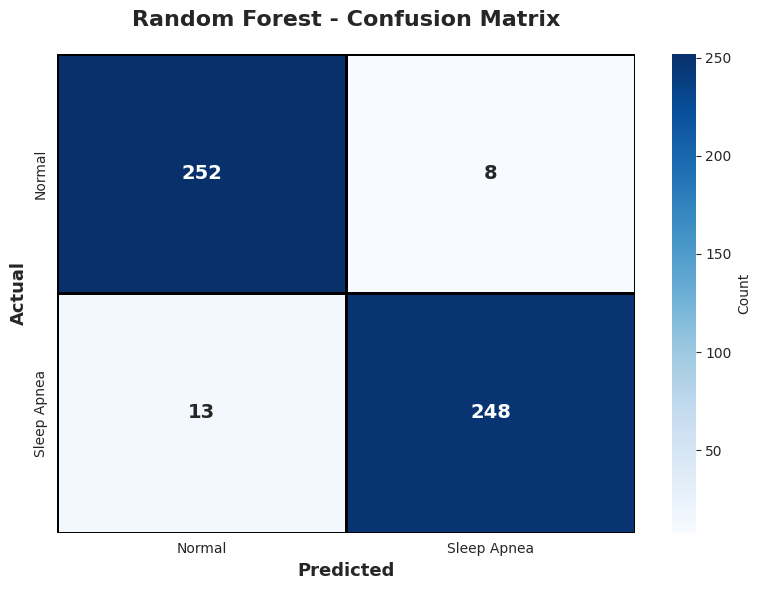 Random Forest - Confusion Matrix
Actual
Normal
Sleep Apnea
252
8
13
248
Normal
Sleep Apnea
Predicted
250
200
150
100
50
Count